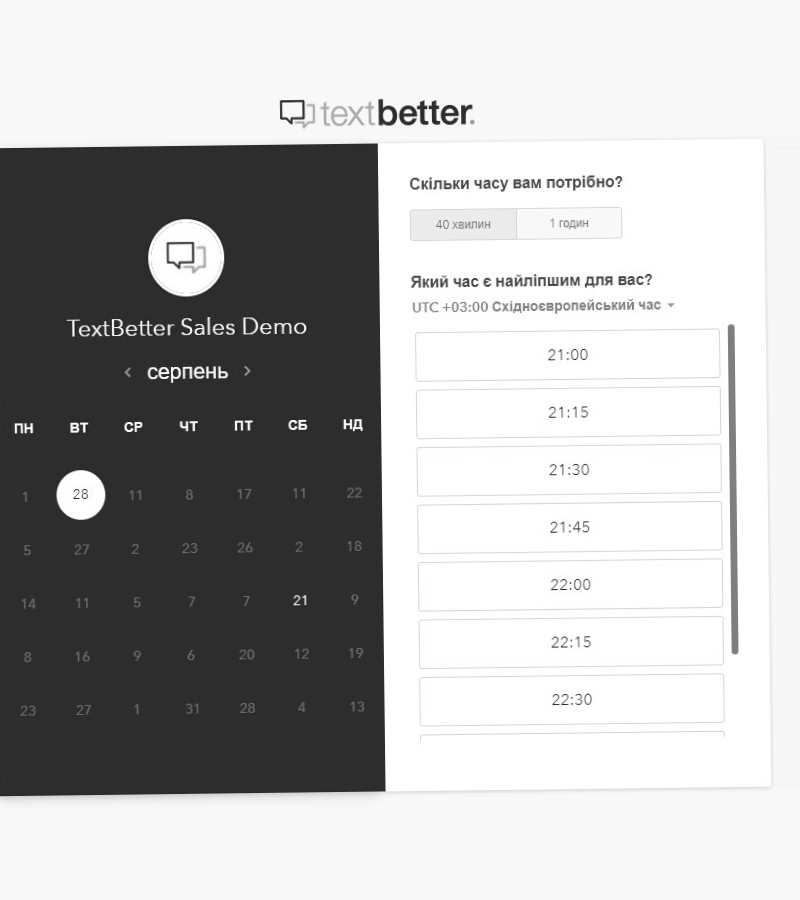 textbetter.
TextBetter Sales Demo
серпень
ПН ВТ СР ЧТ ПТ СБ НД
1 28 11 8 17 11 22
5 27 2 23 26 2 18
14 11 5 7 7 21 9
8 16 9 6 20 12 19
23 27 1 31 28 4 13
Скільки часу вам потрібно?
40 хвилин 1 годин
Який час є найліпшим для вас?
UTC +03:00 Східноєвропейський час
21:00
21:15
21:30
21:45
22:00
22:15
22:30